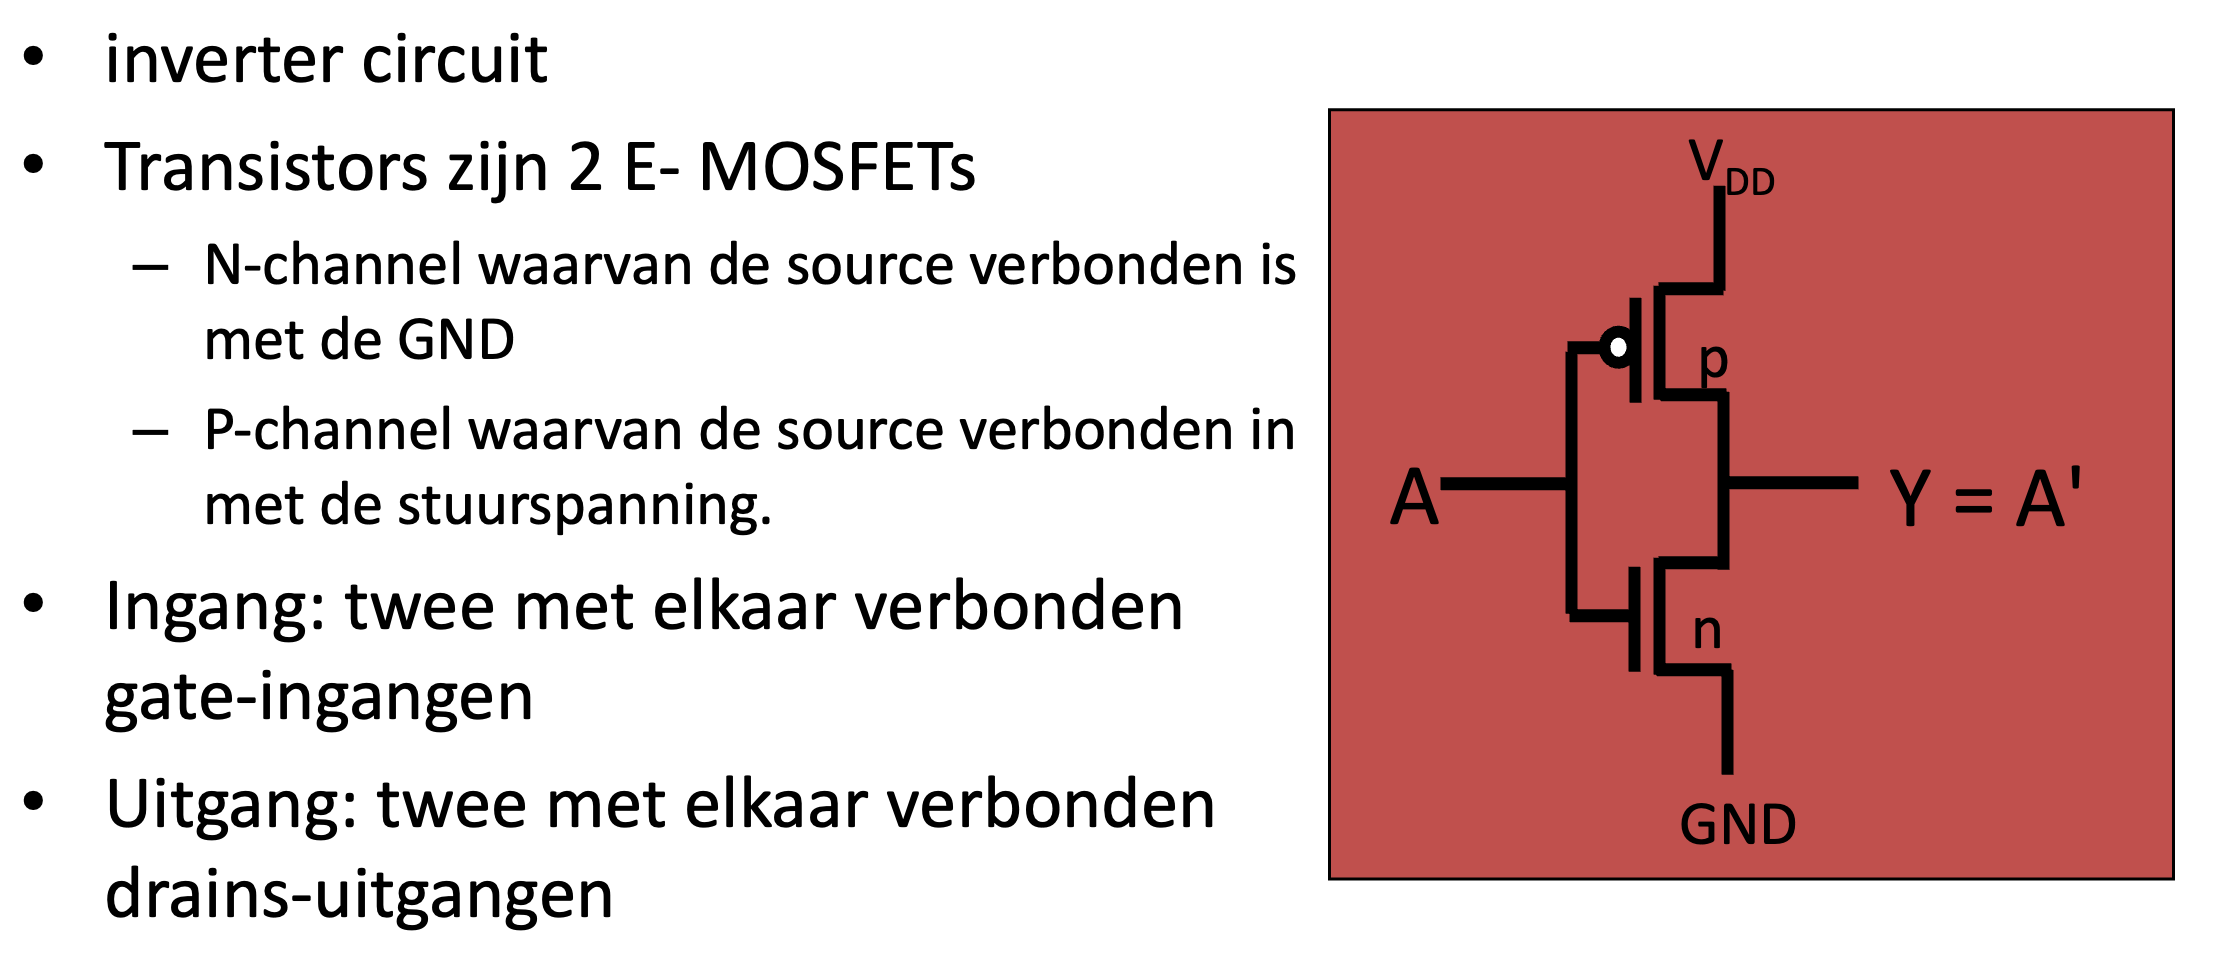 • inverter circuit
• Transistors zijn 2 E- MOSFETs
– N-channel waarvan de source verbonden is
met de GND
– P-channel waarvan de source verbonden in
met de stuurspanning.
• Ingang: twee met elkaar verbonden
gate-ingangen
• Uitgang: twee met elkaar verbonden
drains-uitgangen
VDD
p
A
Y = A'
n
GND